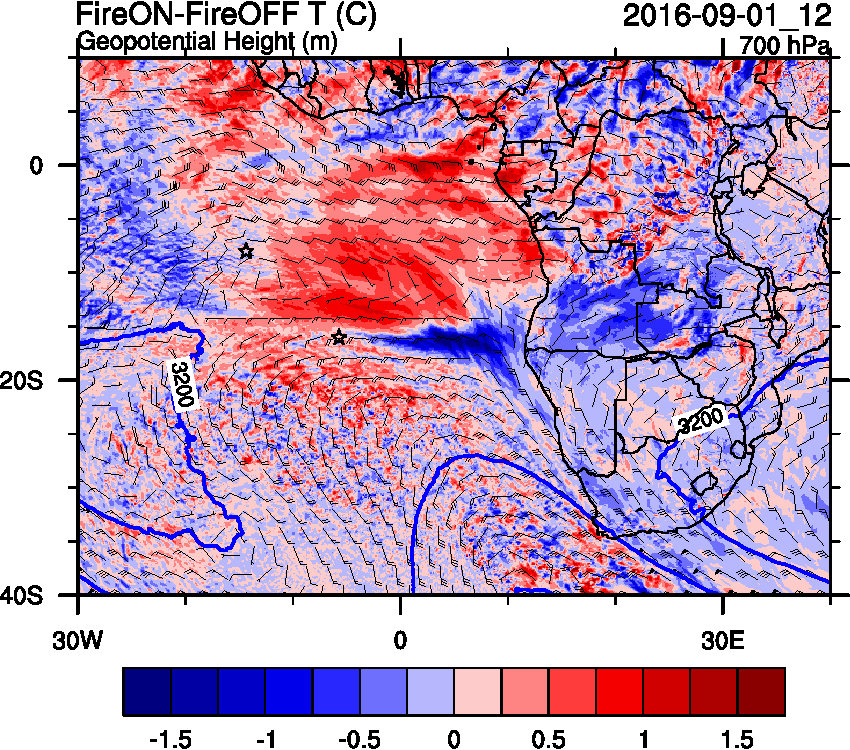 FireON-FireOFF T (C) 2016-09-01_12
Geopotential Height (m) 700 hPa
0
20S
40S
3200
3200
30W 0 30E
-1.5 -1 -0.5 0 0.5 1 1.5